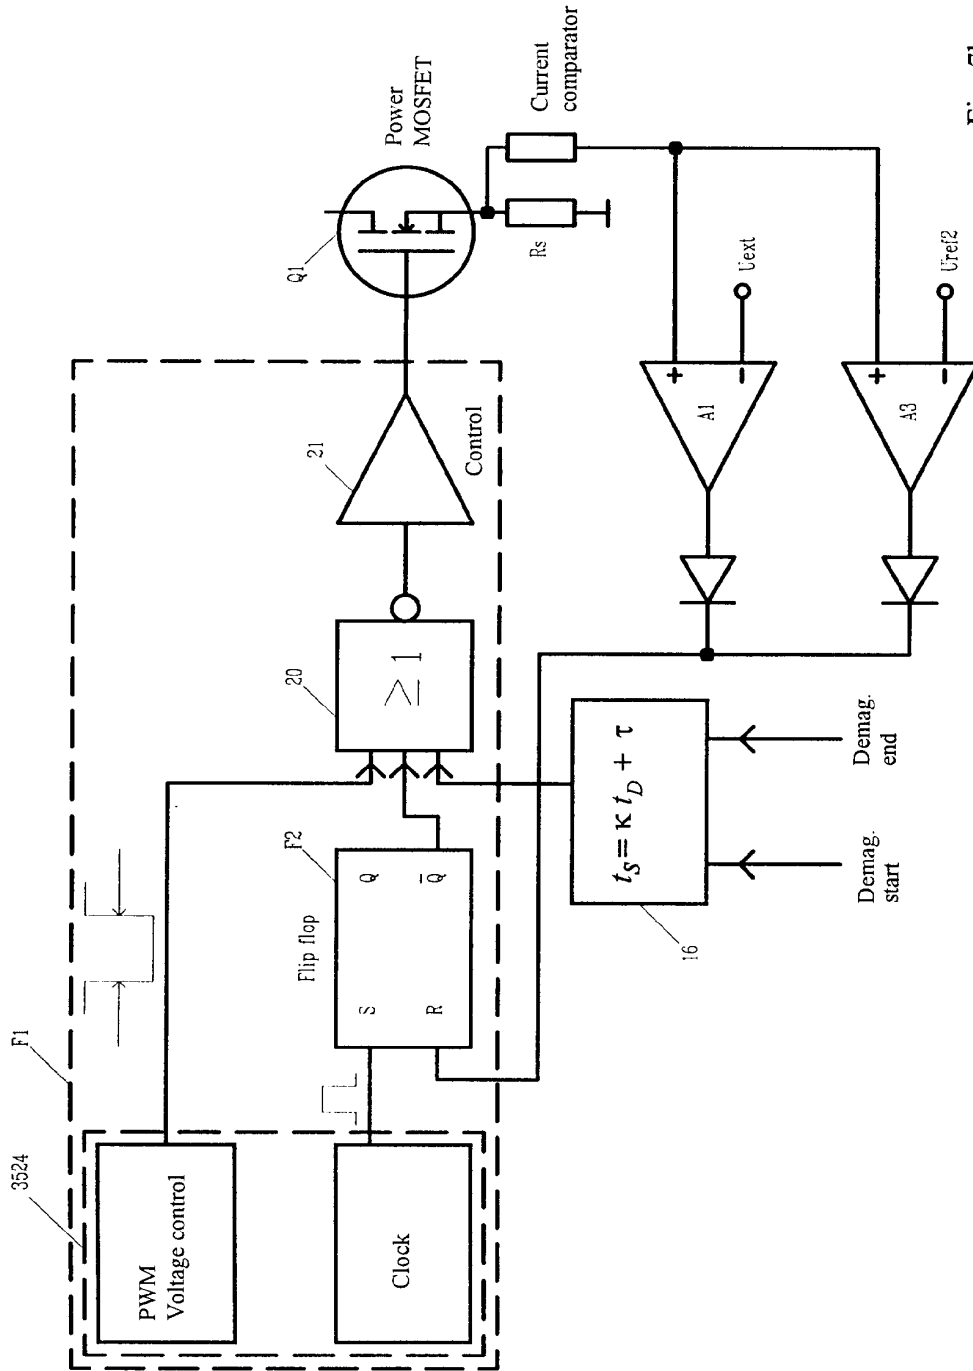 3524
F1
PWM
Voltage control
Clock
Flip flop
F2
S
Q
R
Q̅
20
≥ 1
21
Control
Q1
Power
MOSFET
Rs
Current
comparator
16
t_S = κ t_D + τ
Demag.
start
Demag.
end
A1
+
−
Uext
A3
+
−
Uref2